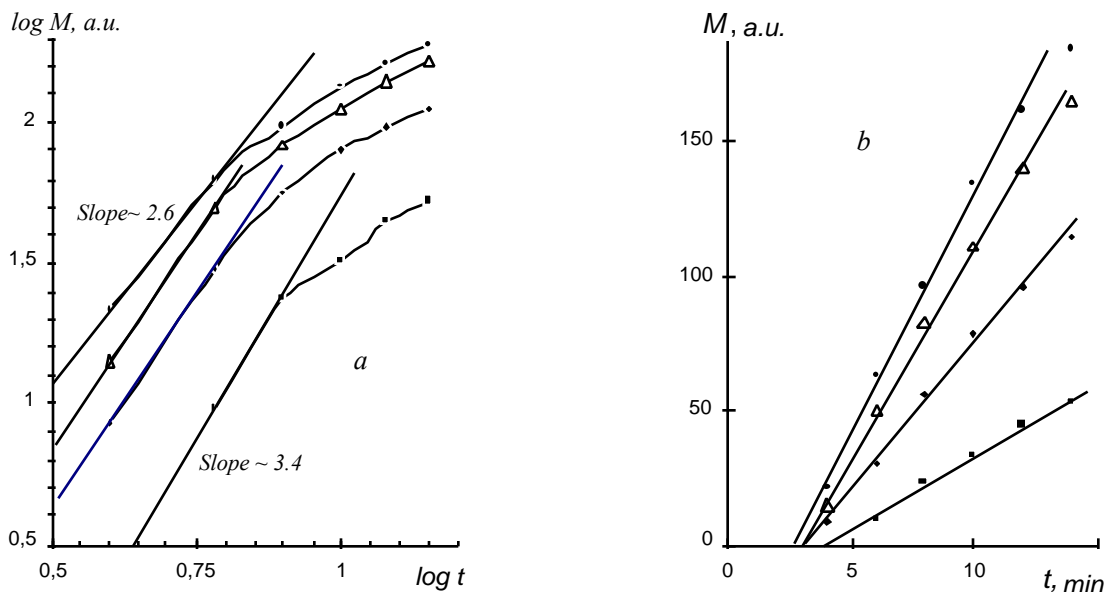 log M, a.u.
2
Slope~ 2.6
1,5
a
1
Slope ~ 3.4
0,5
0,5 0,75 1 log t
M , a.u.
150
b
100
50
0
0 5 10 t, min